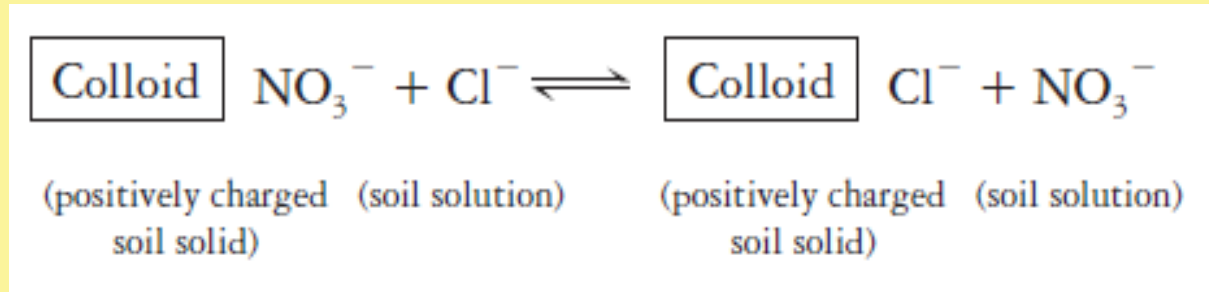 Colloid NO₃⁻ + Cl⁻ ⇌ Colloid Cl⁻ + NO₃⁻
(positively charged (soil solution) (positively charged (soil solution)
soil solid) soil solid)